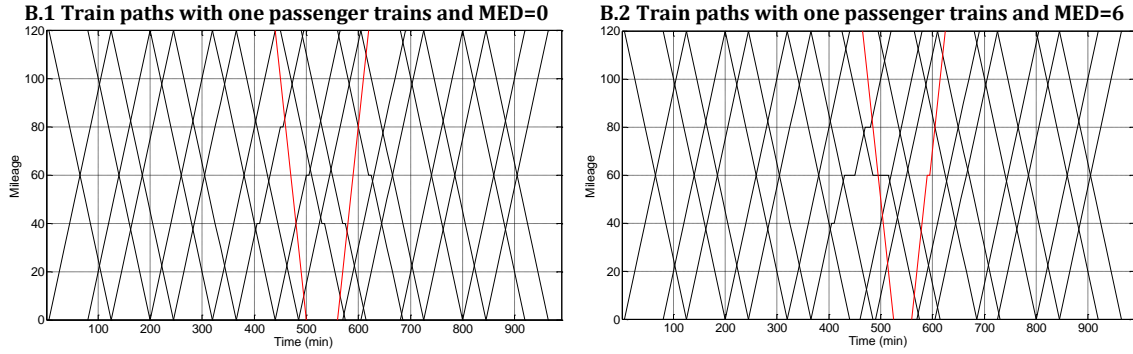 B.1 Train paths with one passenger trains and MED=0
120
100
80
60
40
20
0
Mileage
100 200 300 400 500 600 700 800 900
Time (min)
B.2 Train paths with one passenger trains and MED=6
120
100
80
60
40
20
0
Mileage
100 200 300 400 500 600 700 800 900
Time (min)